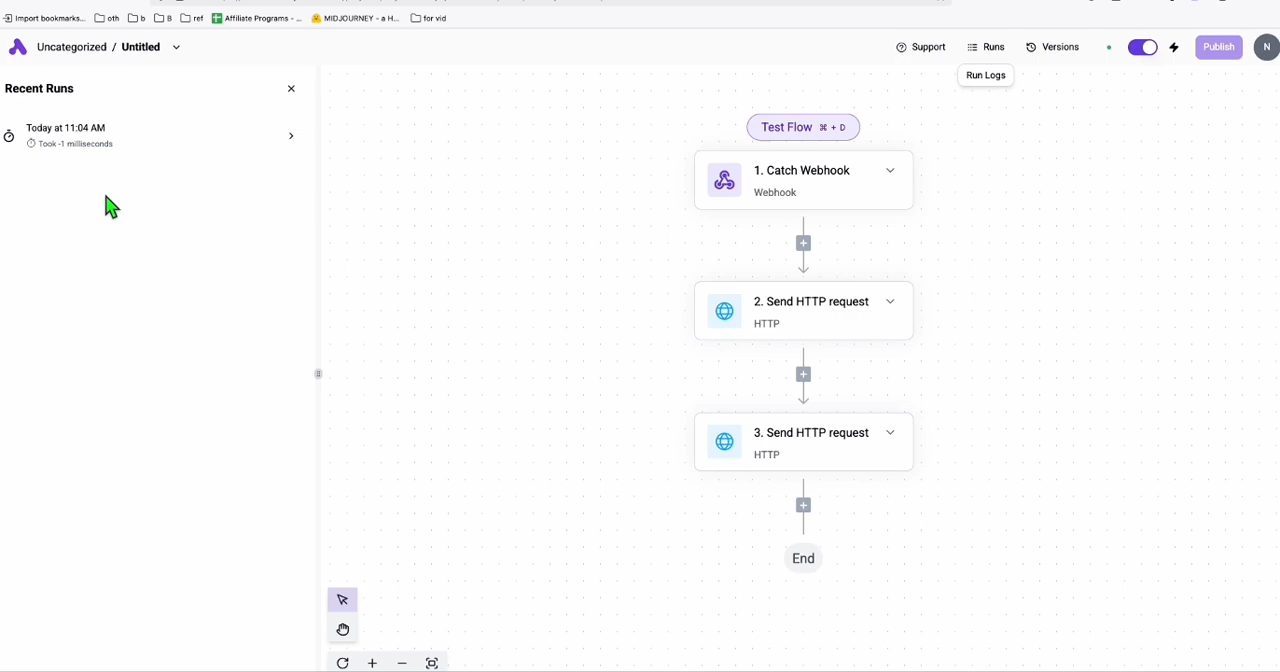 Import bookmarks... oth b B ref Affiliate Programs - ... MIDJOURNEY - a H... for vid
Uncategorized / Untitled Support Runs Versions Publish N
Run Logs
Recent Runs
Today at 11:04 AM
Took -1 milliseconds
Test Flow ⌘ + D
1. Catch Webhook
Webhook
2. Send HTTP request
HTTP
3. Send HTTP request
HTTP
End